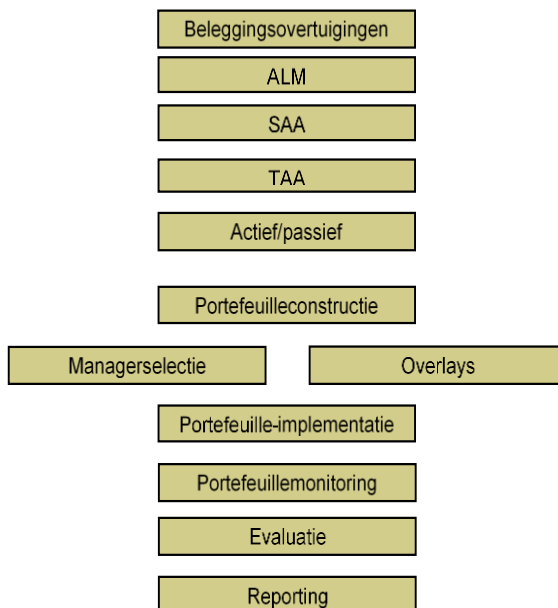 Beleggingsovertuigingen
ALM
SAA
TAA
Actief/passief
Portefeuilleconstructie
Managerselectie
Overlays
Portefeuille-implementatie
Portefeuillemonitoring
Evaluatie
Reporting